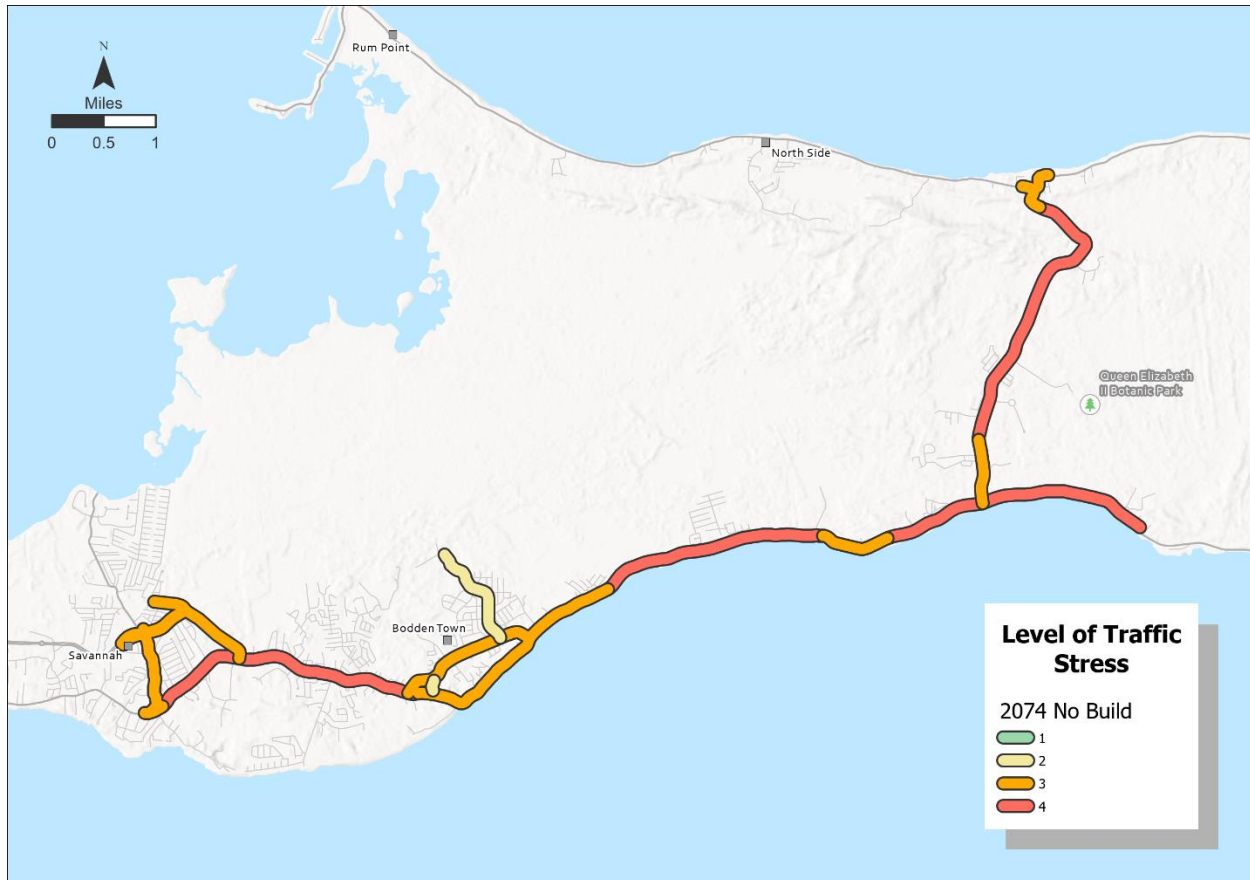 Rum Point
N
Miles
0 0.5 1
North Side
Queen Elizabeth
II Botanic Park
Bodden Town
Savannah
Level of Traffic
Stress
2074 No Build
1
2
3
4